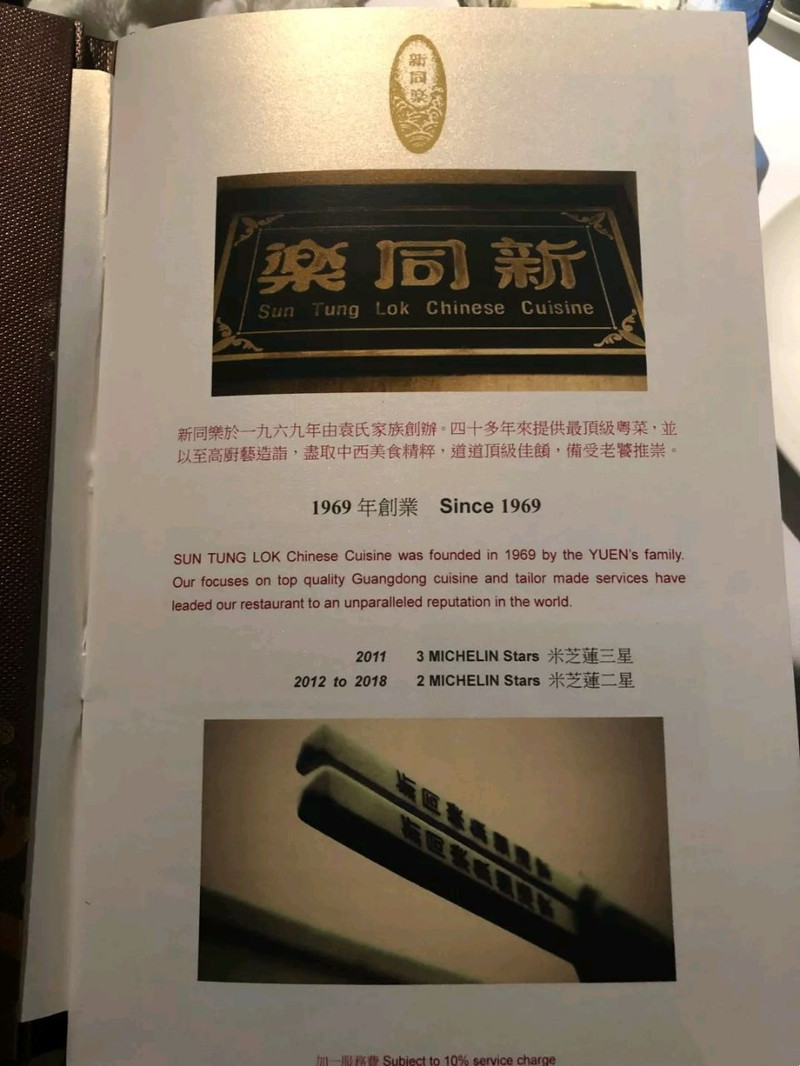 新同樂
樂同新
Sun Tung Lok Chinese Cuisine
新同樂於一九六九年由袁氏家族創辦。四十多年來提供最頂級粵菜，並
以至高廚藝造詣，盡取中西美食精粹，道道頂級佳餚，備受老饕推崇。
1969 年創業 Since 1969
SUN TUNG LOK Chinese Cuisine was founded in 1969 by the YUEN's family.
Our focuses on top quality Guangdong cuisine and tailor made services have
leaded our restaurant to an unparalleled reputation in the world.
2011 3 MICHELIN Stars 米芝蓮三星
2012 to 2018 2 MICHELIN Stars 米芝蓮二星
加一服務費 Subject to 10% service charge